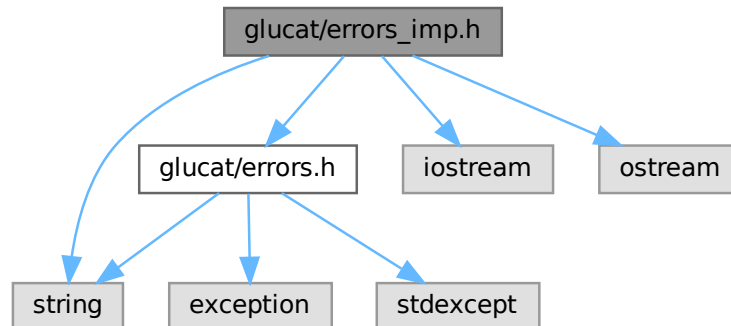 glucat/errors_imp.h
glucat/errors.h
iostream
ostream
string
exception
stdexcept